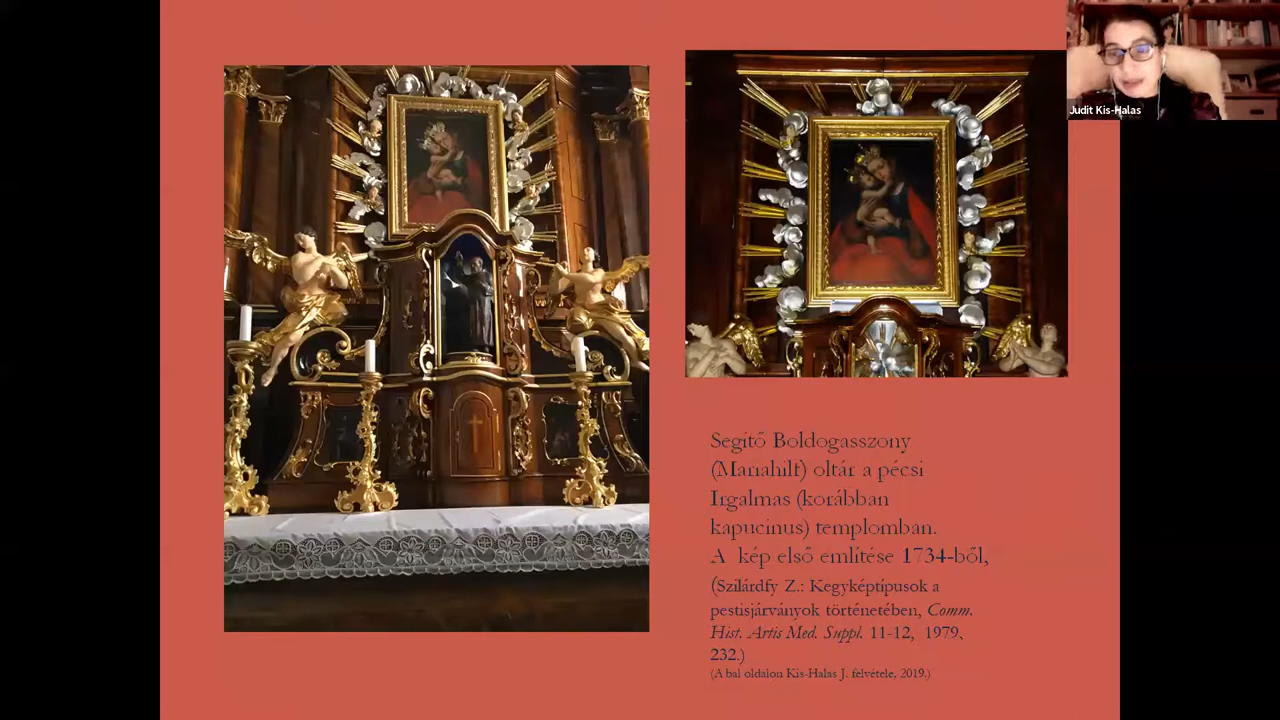 Judit Kis-Halas
Segítő Boldogasszony
(Mariahilf) oltár a pécsi
Irgalmas (korábban
kapucinus) templomban.
A kép első említése 1734-ből,
(Szilárdfy Z.: Kegyképtípusok a
pestisjárványok történetében, Comm.
Hist. Artis Med. Suppl. 11-12, 1979,
232.)
(A bal oldalon Kis-Halas J. felvétele, 2019.)